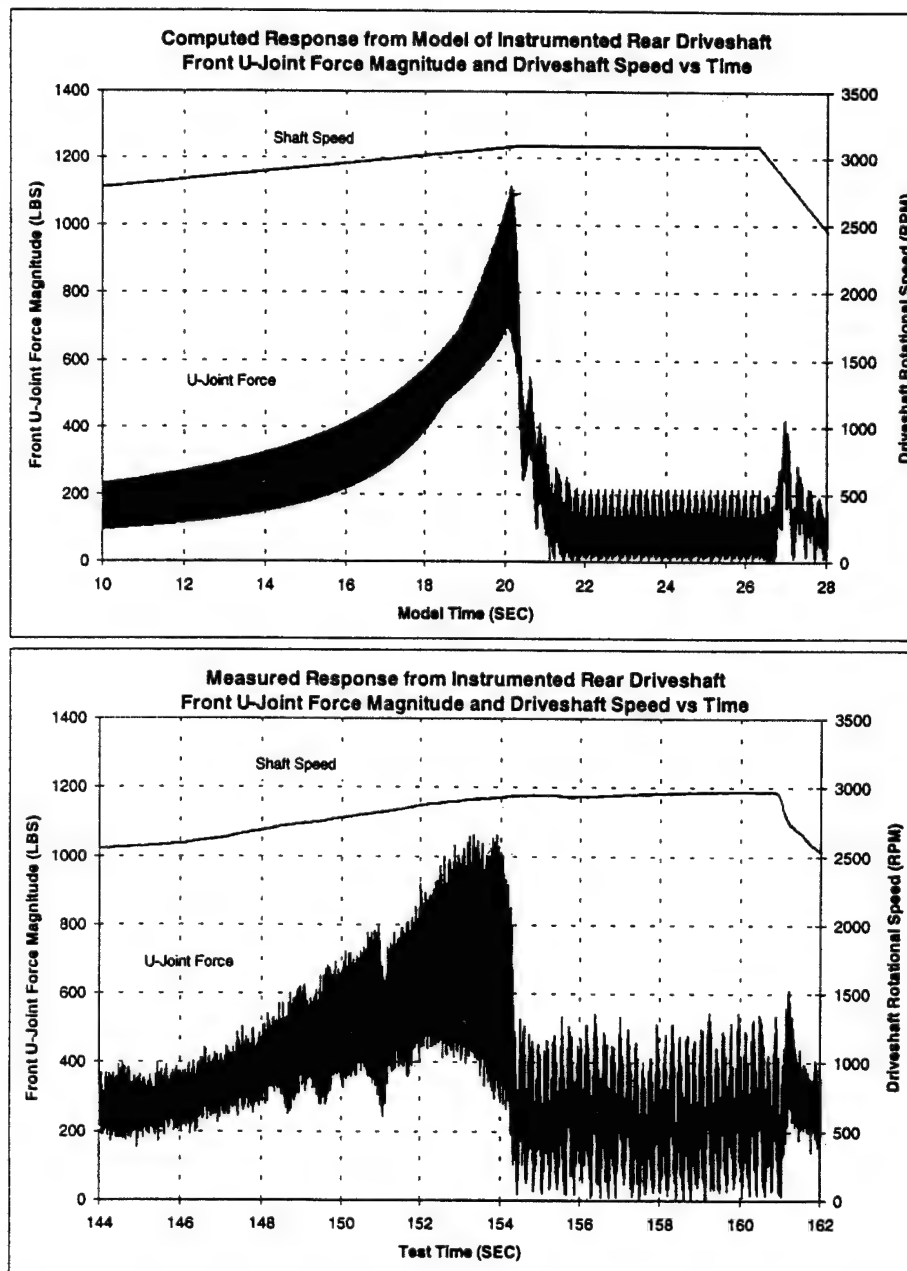 Computed Response from Model of Instrumented Rear Driveshaft
Front U-Joint Force Magnitude and Driveshaft Speed vs Time
Front U-Joint Force Magnitude (LBS)
1400
1200
1000
800
600
400
200
0
Shaft Speed
U-Joint Force
3500
3000
2500
2000
1500
1000
500
0
Driveshaft Rotational Speed (RPM)
10 12 14 16 18 20 22 24 26 28
Model Time (SEC)
Measured Response from Instrumented Rear Driveshaft
Front U-Joint Force Magnitude and Driveshaft Speed vs Time
Front U-Joint Force Magnitude (LBS)
1400
1200
1000
800
600
400
200
0
Shaft Speed
U-Joint Force
3500
3000
2500
2000
1500
1000
500
0
Driveshaft Rotational Speed (RPM)
144 146 148 150 152 154 156 158 160 162
Test Time (SEC)